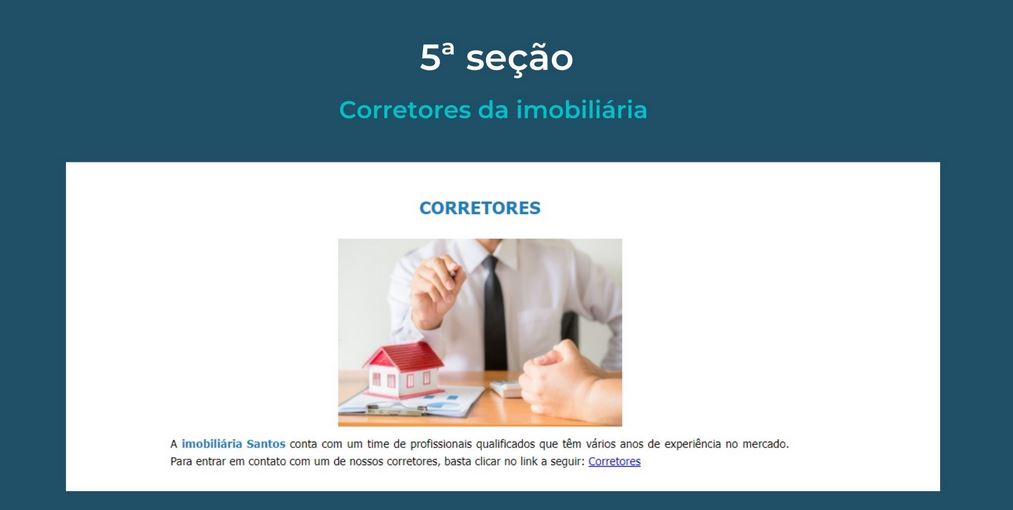 5ª seção
Corretores da imobiliária
CORRETORES
A imobiliária Santos conta com um time de profissionais qualificados que têm vários anos de experiência no mercado.
Para entrar em contato com um de nossos corretores, basta clicar no link a seguir: Corretores